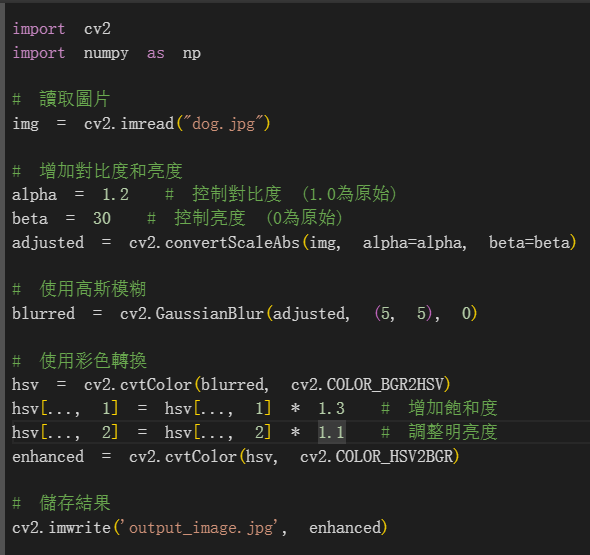 import cv2
import numpy as np
# 讀取圖片
img = cv2.imread("dog.jpg")
# 增加對比度和亮度
alpha = 1.2 # 控制對比度 (1.0為原始)
beta = 30 # 控制亮度 (0為原始)
adjusted = cv2.convertScaleAbs(img, alpha=alpha, beta=beta)
# 使用高斯模糊
blurred = cv2.GaussianBlur(adjusted, (5, 5), 0)
# 使用彩色轉換
hsv = cv2.cvtColor(blurred, cv2.COLOR_BGR2HSV)
hsv[..., 1] = hsv[..., 1] * 1.3 # 增加飽和度
hsv[..., 2] = hsv[..., 2] * 1.1 # 調整明亮度
enhanced = cv2.cvtColor(hsv, cv2.COLOR_HSV2BGR)
# 儲存結果
cv2.imwrite('output_image.jpg', enhanced)